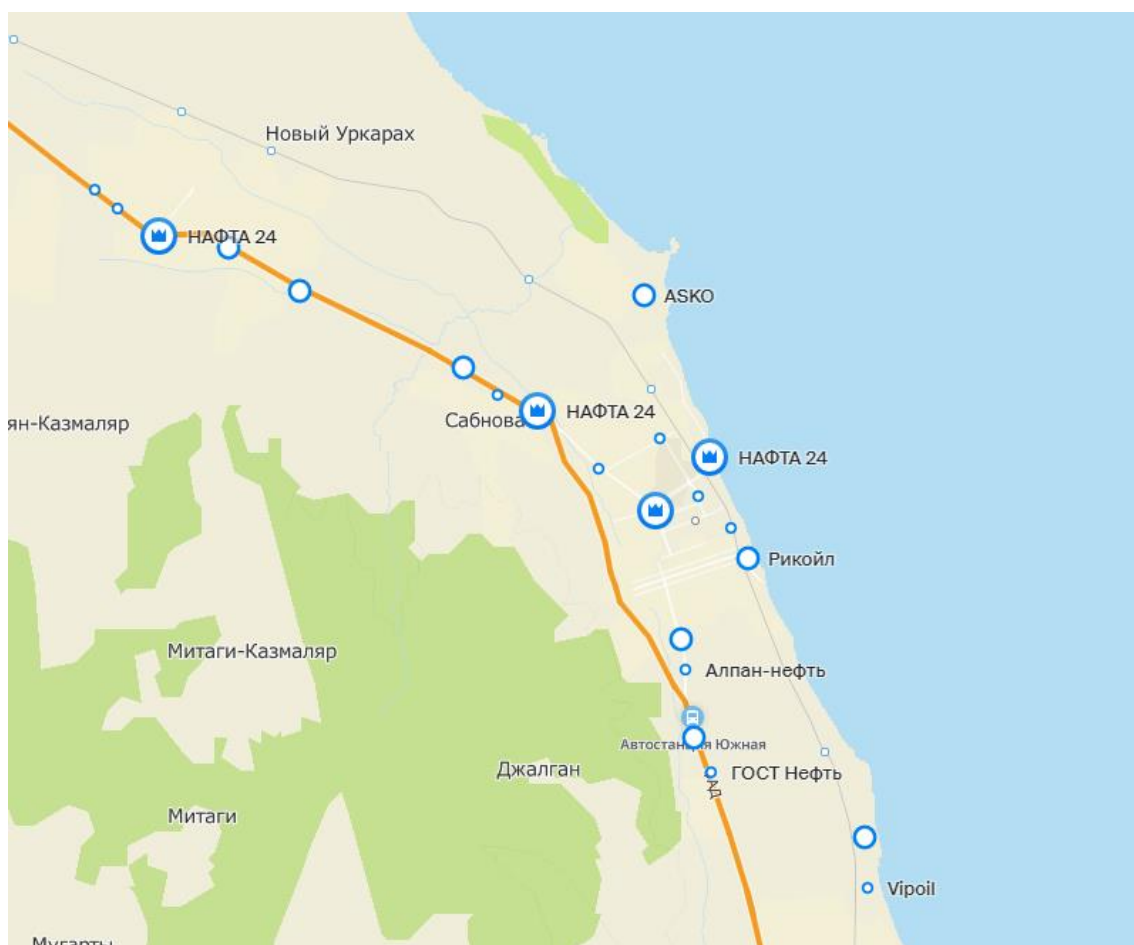 Новый Уркарах
НАФТА 24
ASKO
НАФТА 24
Сабнова
ян-Казмаляр
НАФТА 24
Рикойл
Митаги-Казмаляр
Алпан-нефть
Автостанция Южная
Джалган
ГОСТ Нефть
Митаги
Vipoil
Мугарты